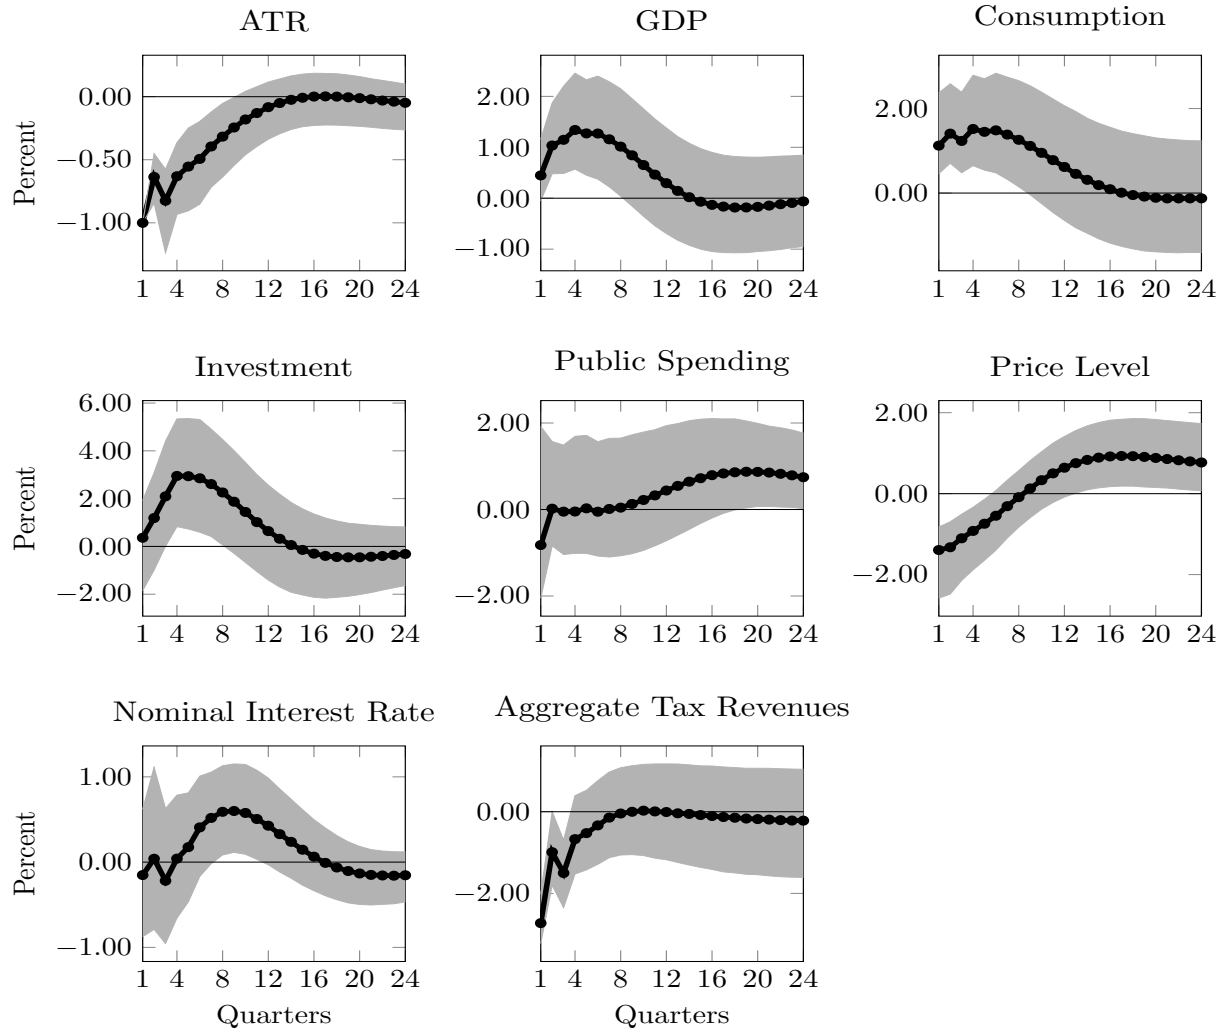 ATR
GDP
Consumption
Percent
0.00
−0.50
−1.00
1 4 8 12 16 20 24
2.00
1.00
0.00
−1.00
1 4 8 12 16 20 24
2.00
0.00
1 4 8 12 16 20 24
Investment
Public Spending
Price Level
Percent
6.00
4.00
2.00
0.00
−2.00
1 4 8 12 16 20 24
2.00
0.00
−2.00
1 4 8 12 16 20 24
2.00
0.00
−2.00
1 4 8 12 16 20 24
Nominal Interest Rate
Aggregate Tax Revenues
Percent
1.00
0.00
−1.00
1 4 8 12 16 20 24
Quarters
0.00
−2.00
1 4 8 12 16 20 24
Quarters